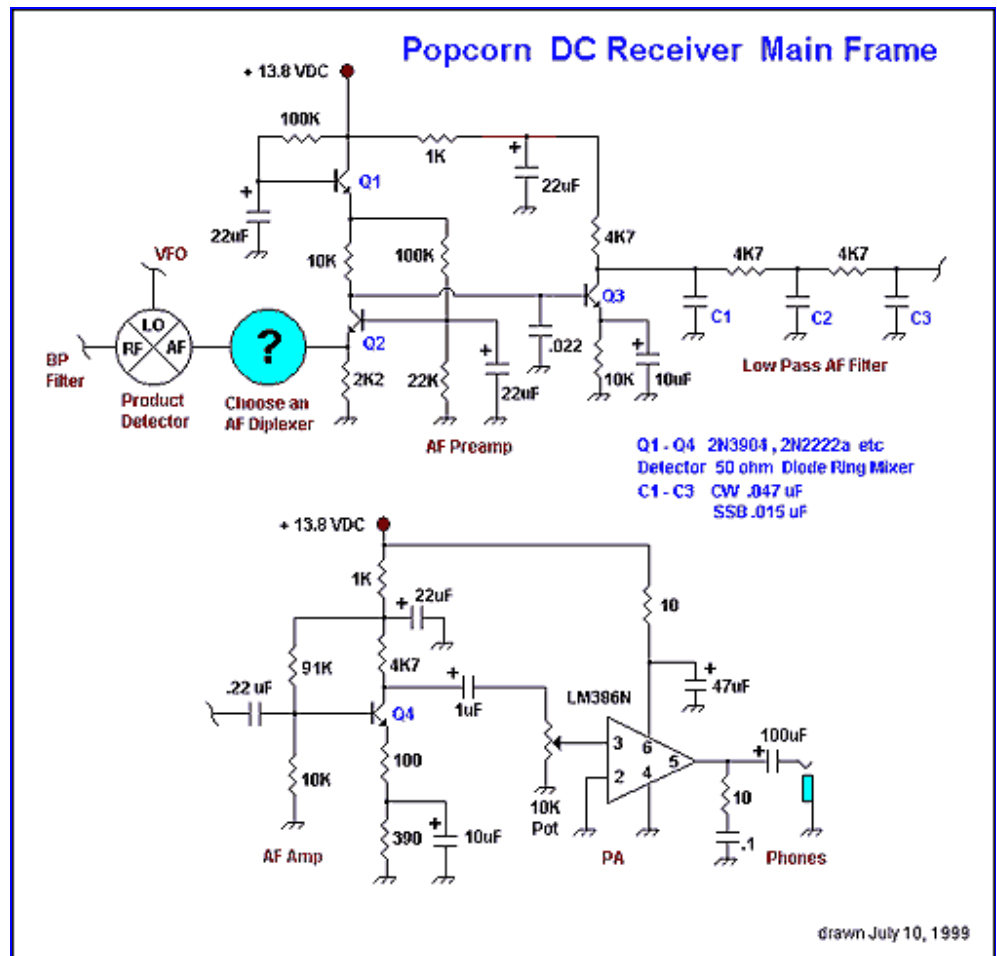 Popcorn DC Receiver Main Frame
+ 13.8 VDC
100K
1K
+
Q1
+
22uF
22uF
VFO
10K
100K
4K7
4K7
4K7
Q3
C1
C2
C3
LO
RF
AF
?
Q2
+
.022
+
BP
Filter
2K2
22K
22uF
10K
10uF
Low Pass AF Filter
Product
Detector
Choose an
AF Diplexer
AF Preamp
Q1 - Q4 2N3904 , 2N2222a etc
Detector 50 ohm Diode Ring Mixer
C1 - C3 CW .047 uF
SSB .015 uF
+ 13.8 VDC
1K
22uF
+
10
91K
4K7
+
+
47uF
.22 uF
Q4
1uF
LM386N
100uF
+
3
6
5
2
4
10K
100
10K
Pot
10
+
390
10uF
.1
AF Amp
PA
Phones
drawn July 10, 1999